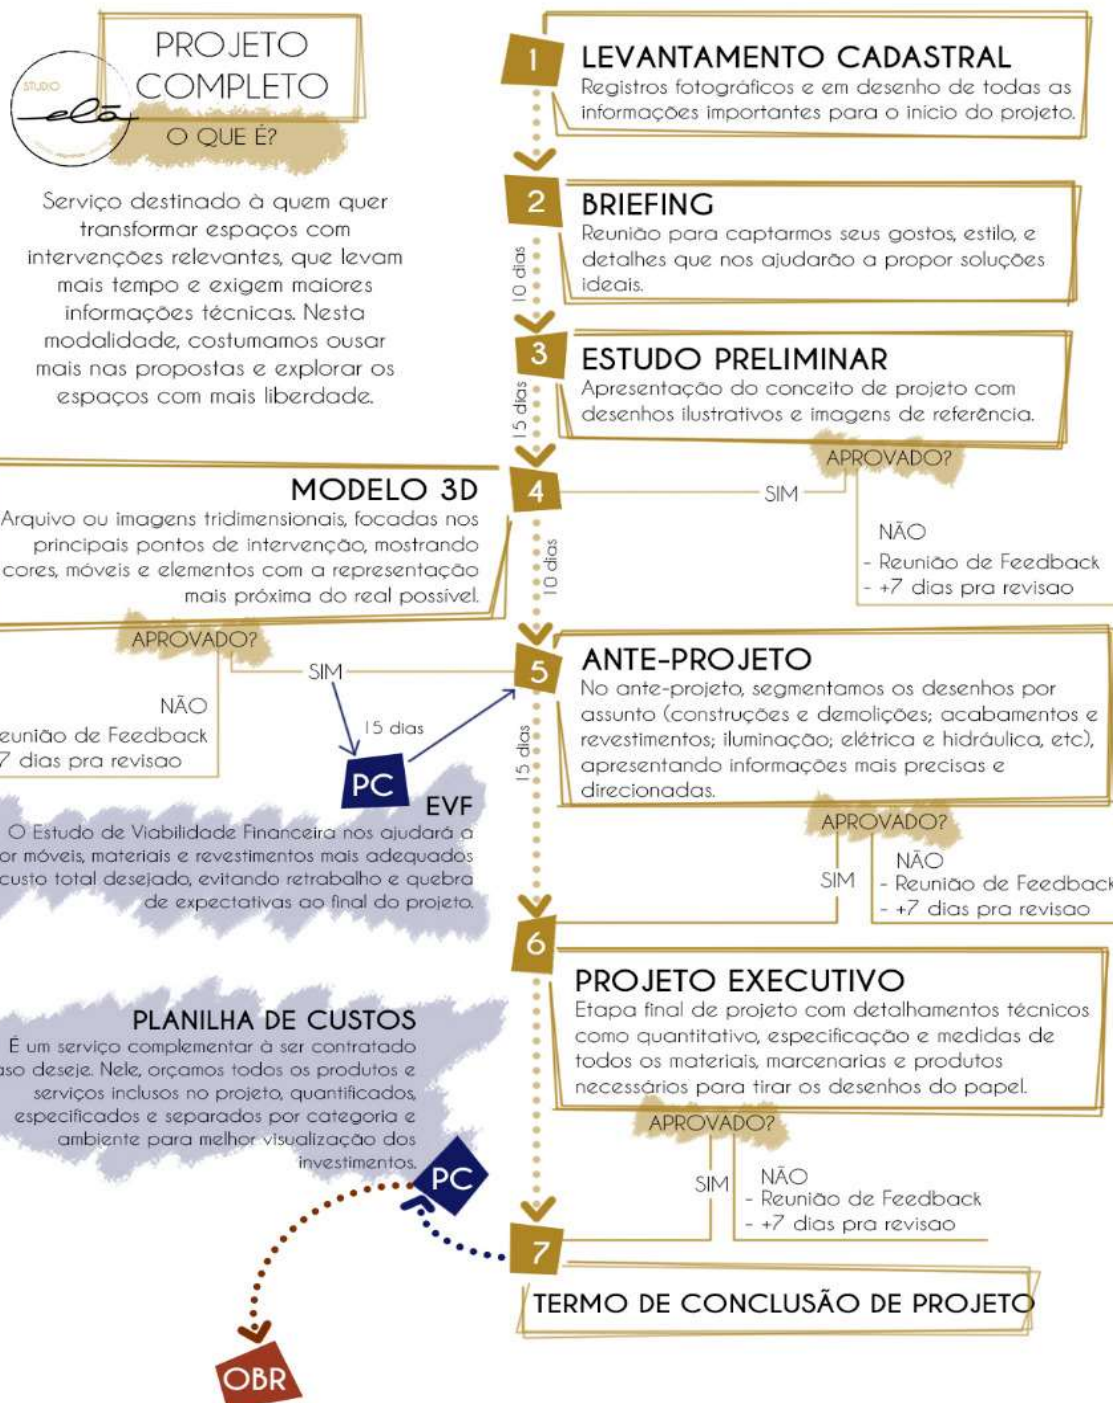 PROJETO
COMPLETO
STUDIO
elã
O QUE É?
Serviço destinado à quem quer
transformar espaços com
intervenções relevantes, que levam
mais tempo e exigem maiores
informações técnicas. Nesta
modalidade, costumamos ousar
mais nas propostas e explorar os
espaços com mais liberdade.
1
LEVANTAMENTO CADASTRAL
Registros fotográficos e em desenho de todas as
informações importantes para o início do projeto.
2
BRIEFING
Reunião para captarmos seus gostos, estilo, e
detalhes que nos ajudarão a propor soluções
ideais.
10 dias
3
ESTUDO PRELIMINAR
Apresentação do conceito de projeto com
desenhos ilustrativos e imagens de referência.
15 dias
APROVADO?
SIM
NÃO
- Reunião de Feedback
- +7 dias pra revisao
4
MODELO 3D
Arquivo ou imagens tridimensionais, focadas nos
principais pontos de intervenção, mostrando
cores, móveis e elementos com a representação
mais próxima do real possível.
10 dias
APROVADO?
SIM
NÃO
eunião de Feedback
7 dias pra revisao
15 dias
PC
EVF
O Estudo de Viabilidade Financeira nos ajudará a
or móveis, materiais e revestimentos mais adequados
custo total desejado, evitando retrabalho e quebra
de expectativas ao final do projeto.
5
ANTE-PROJETO
No ante-projeto, segmentamos os desenhos por
assunto (construções e demolições; acabamentos e
revestimentos; iluminação; elétrica e hidráulica, etc),
apresentando informações mais precisas e
direcionadas.
15 dias
APROVADO?
SIM
NÃO
- Reunião de Feedback
- +7 dias pra revisao
6
PROJETO EXECUTIVO
Etapa final de projeto com detalhamentos técnicos
como quantitativo, especificação e medidas de
todos os materiais, marcenarias e produtos
necessários para tirar os desenhos do papel.
APROVADO?
SIM
NÃO
- Reunião de Feedback
- +7 dias pra revisao
PLANILHA DE CUSTOS
É um serviço complementar à ser contratado
aso deseje. Nele, orçamos todos os produtos e
serviços inclusos no projeto, quantificados,
especificados e separados por categoria e
ambiente para melhor visualização dos
investimentos.
PC
7
TERMO DE CONCLUSÃO DE PROJETO
OBR